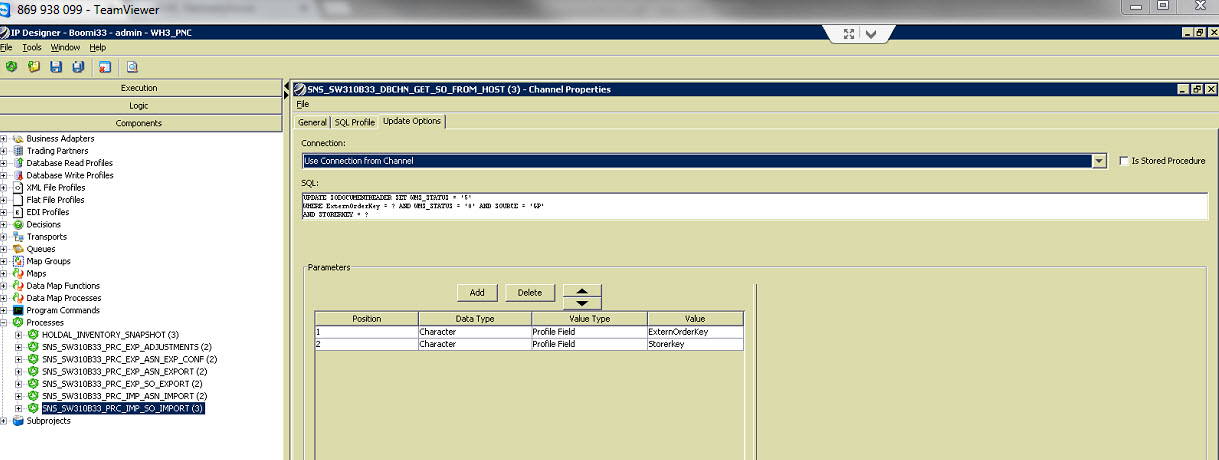 869 938 099 - TeamViewer
IP Designer - Boomi33 - admin - WH3_PNC
File Tools Window Help
Execution
Logic
Components
Business Adapters
Trading Partners
Database Read Profiles
Database Write Profiles
XML File Profiles
Flat File Profiles
EDI Profiles
Decisions
Transports
Queues
Map Groups
Maps
Data Map Functions
Data Map Processes
Program Commands
Processes
HOLDAL_INVENTORY_SNAPSHOT (3)
SNS_SW310B33_PRC_EXP_ADJUSTMENTS (2)
SNS_SW310B33_PRC_EXP_ASN_EXP_CONF (2)
SNS_SW310B33_PRC_EXP_ASN_EXPORT (2)
SNS_SW310B33_PRC_EXP_SO_EXPORT (2)
SNS_SW310B33_PRC_IMP_ASN_IMPORT (2)
SNS_SW310B33_PRC_IMP_SO_IMPORT (3)
Subprojects
SNS_SW310B33_DBCHN_GET_SO_FROM_HOST (3) - Channel Properties
File
General SQL Profile Update Options
Connection:
Use Connection from Channel
Is Stored Procedure
SQL:
UPDATE SODOCUMENTHEADER SET WMS_STATUS = '5'
WHERE ExternOrderKey = ? AND WMS_STATUS = '0' AND SOURCE =
AND STORERKEY = ?
Parameters
Add Delete
Position Data Type Value Type Value
1 Character Profile Field ExternOrderKey
2 Character Profile Field Storerkey